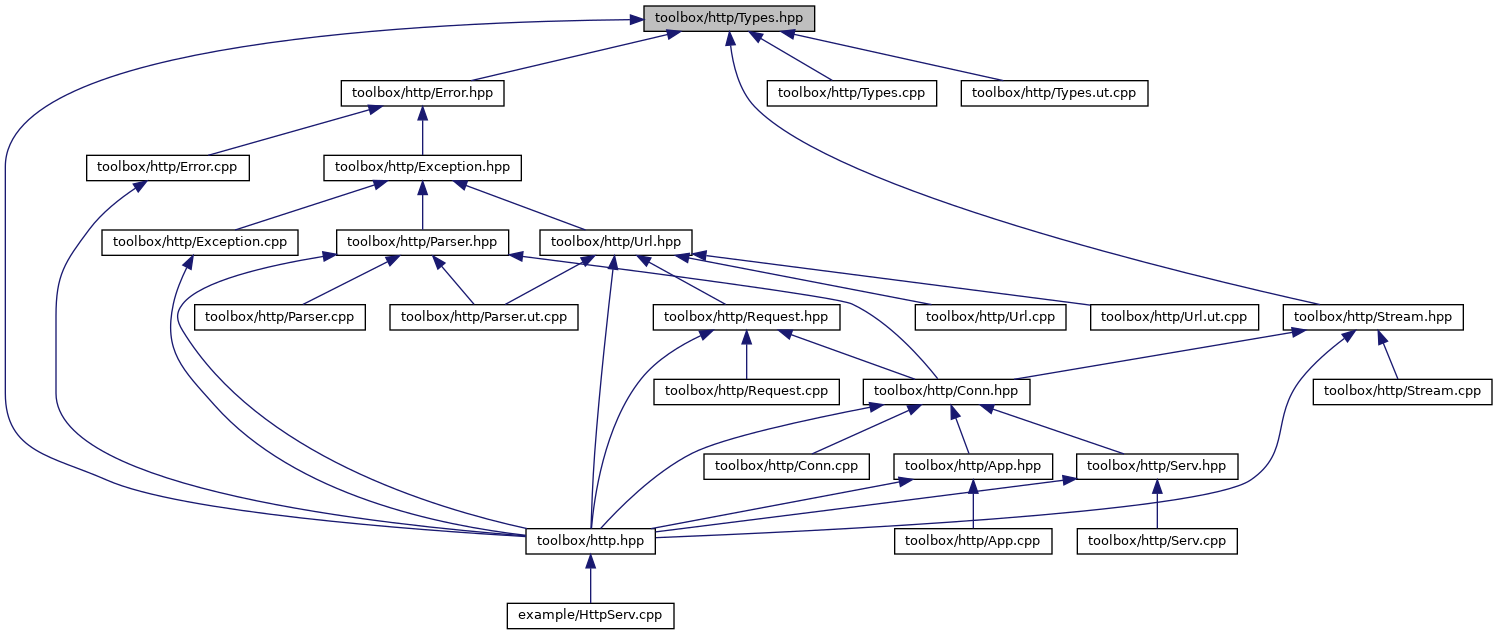 toolbox/http/Types.hpp
toolbox/http/Error.hpp
toolbox/http/Types.cpp
toolbox/http/Types.ut.cpp
toolbox/http/Error.cpp
toolbox/http/Exception.hpp
toolbox/http/Exception.cpp
toolbox/http/Parser.hpp
toolbox/http/Url.hpp
toolbox/http/Parser.cpp
toolbox/http/Parser.ut.cpp
toolbox/http/Request.hpp
toolbox/http/Url.cpp
toolbox/http/Url.ut.cpp
toolbox/http/Stream.hpp
toolbox/http/Request.cpp
toolbox/http/Conn.hpp
toolbox/http/Stream.cpp
toolbox/http/Conn.cpp
toolbox/http/App.hpp
toolbox/http/Serv.hpp
toolbox/http.hpp
toolbox/http/App.cpp
toolbox/http/Serv.cpp
example/HttpServ.cpp